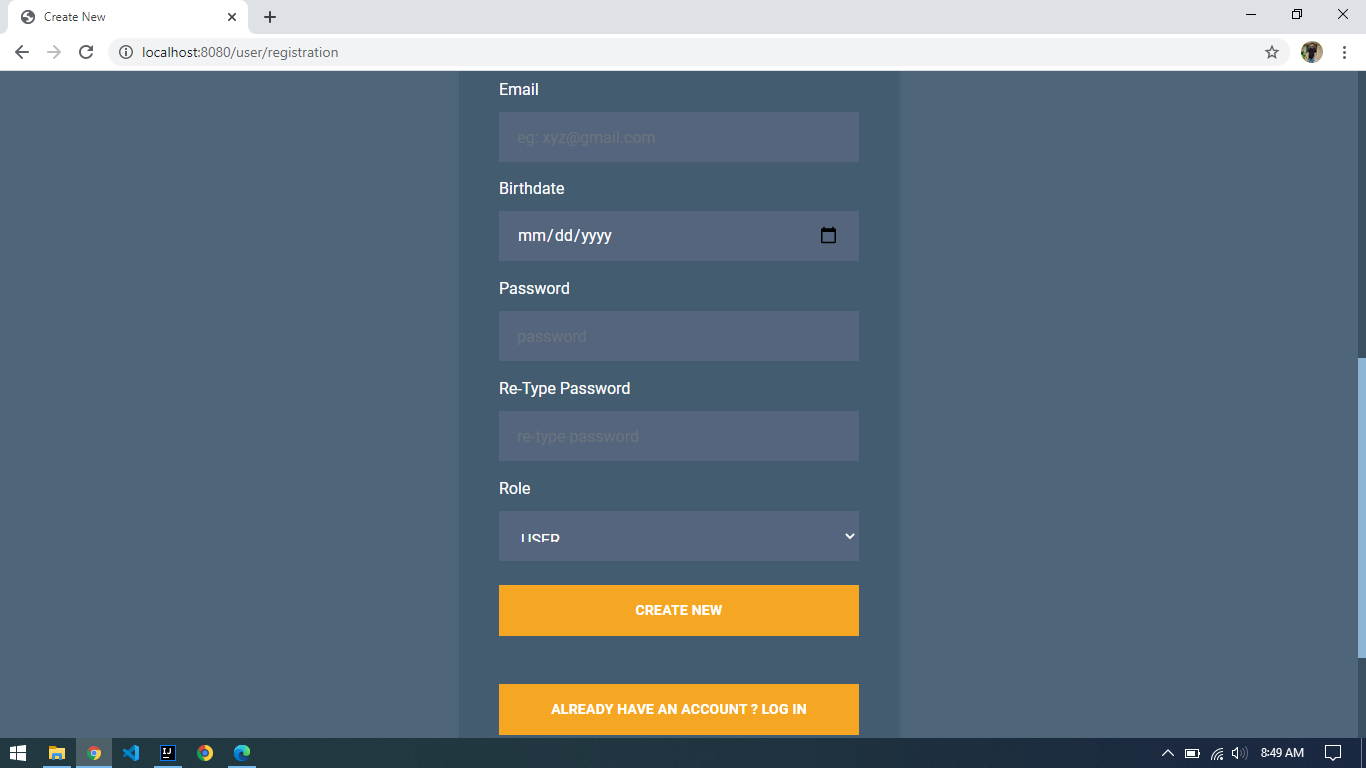 Create New
localhost:8080/user/registration
Email
eg: xyz@gmail.com
Birthdate
mm/dd/yyyy
Password
password
Re-Type Password
re-type password
Role
USER
CREATE NEW
ALREADY HAVE AN ACCOUNT ? LOG IN
IJ
8:49 AM